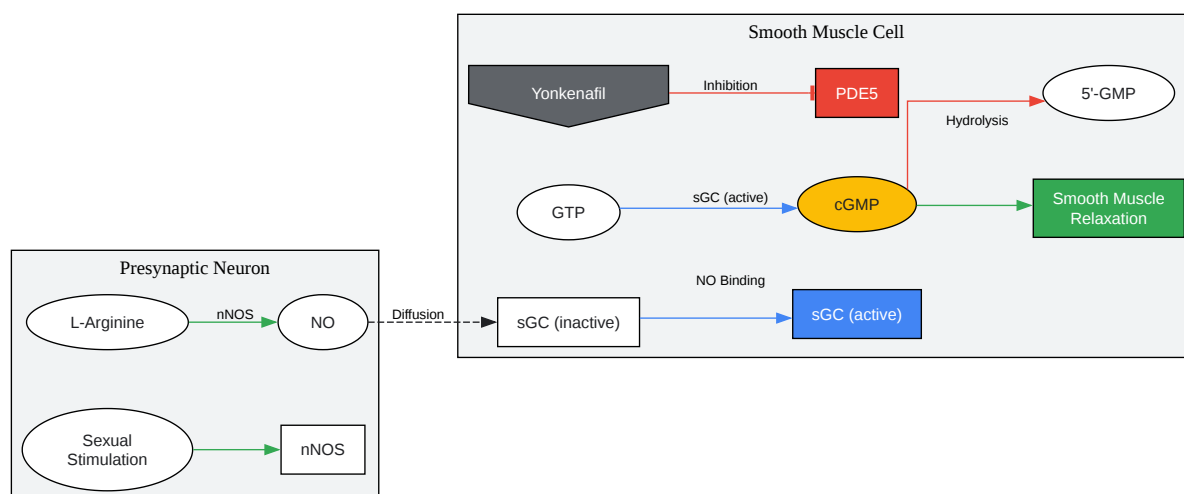 Smooth Muscle Cell
Yonkenafil
Inhibition
PDE5
5'-GMP
Hydrolysis
GTP
sGC (active)
cGMP
Smooth Muscle
Relaxation
Presynaptic Neuron
L-Arginine
nNOS
NO
Diffusion
sGC (inactive)
NO Binding
sGC (active)
Sexual
Stimulation
nNOS